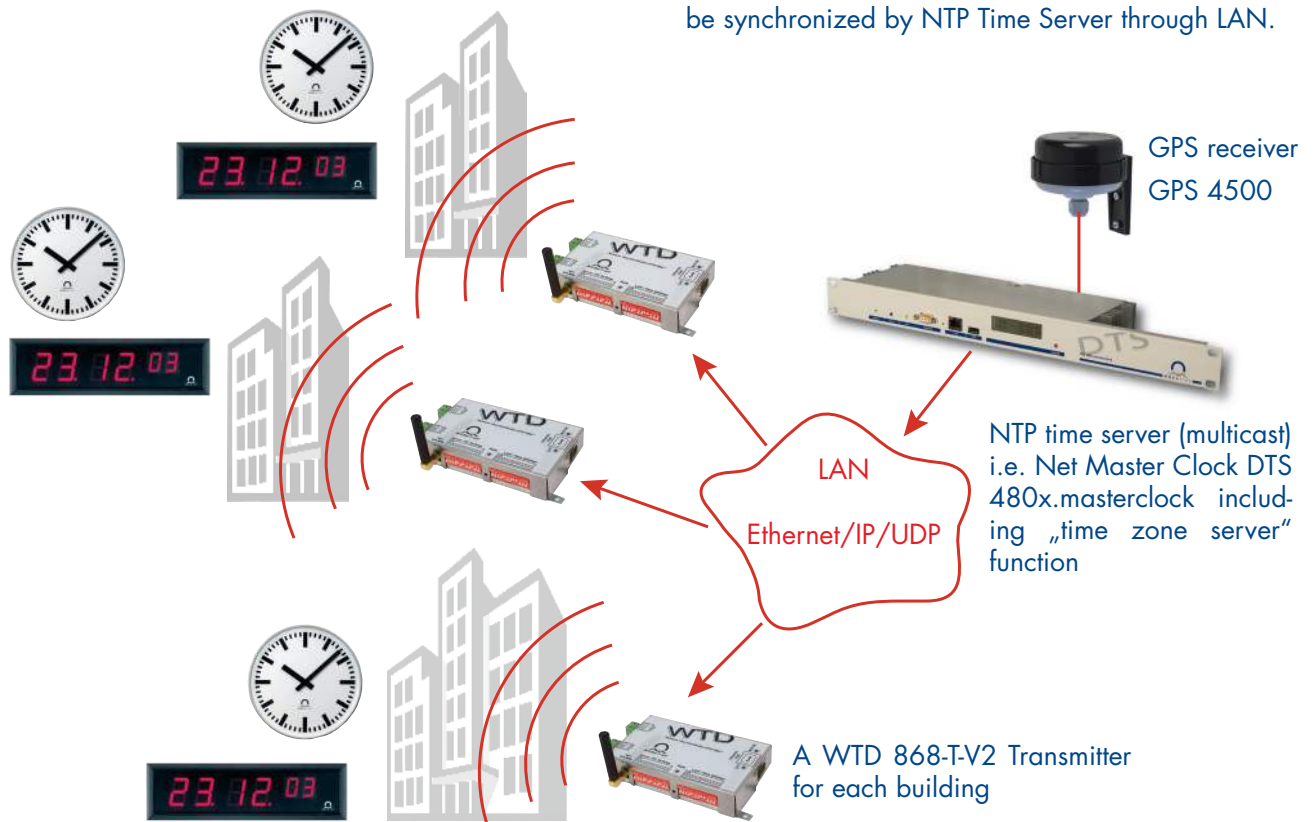 be synchronized by NTP Time Server through LAN.
23. 12. 03
GPS receiver
GPS 4500
WTD
23. 12. 03
DTS
WTD
LAN
Ethernet/IP/UDP
NTP time server (multicast)
i.e. Net Master Clock DTS
480x.masterclock includ-
ing „time zone server“
function
23. 12. 03
WTD
A WTD 868-T-V2 Transmitter
for each building